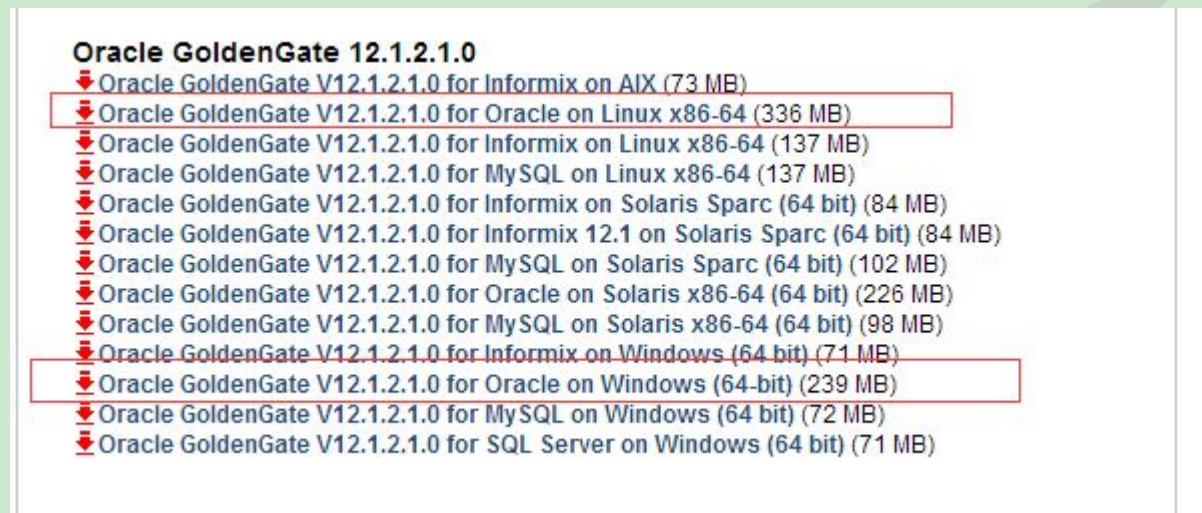 Oracle GoldenGate 12.1.2.1.0
Oracle GoldenGate V12.1.2.1.0 for Informix on AIX (73 MB)
Oracle GoldenGate V12.1.2.1.0 for Oracle on Linux x86-64 (336 MB)
Oracle GoldenGate V12.1.2.1.0 for Informix on Linux x86-64 (137 MB)
Oracle GoldenGate V12.1.2.1.0 for MySQL on Linux x86-64 (137 MB)
Oracle GoldenGate V12.1.2.1.0 for Informix on Solaris Sparc (64 bit) (84 MB)
Oracle GoldenGate V12.1.2.1.0 for Informix 12.1 on Solaris Sparc (64 bit) (84 MB)
Oracle GoldenGate V12.1.2.1.0 for MySQL on Solaris Sparc (64 bit) (102 MB)
Oracle GoldenGate V12.1.2.1.0 for Oracle on Solaris x86-64 (64 bit) (226 MB)
Oracle GoldenGate V12.1.2.1.0 for MySQL on Solaris x86-64 (64 bit) (98 MB)
Oracle GoldenGate V12.1.2.1.0 for Informix on Windows (64 bit) (71 MB)
Oracle GoldenGate V12.1.2.1.0 for Oracle on Windows (64-bit) (239 MB)
Oracle GoldenGate V12.1.2.1.0 for MySQL on Windows (64 bit) (72 MB)
Oracle GoldenGate V12.1.2.1.0 for SQL Server on Windows (64 bit) (71 MB)